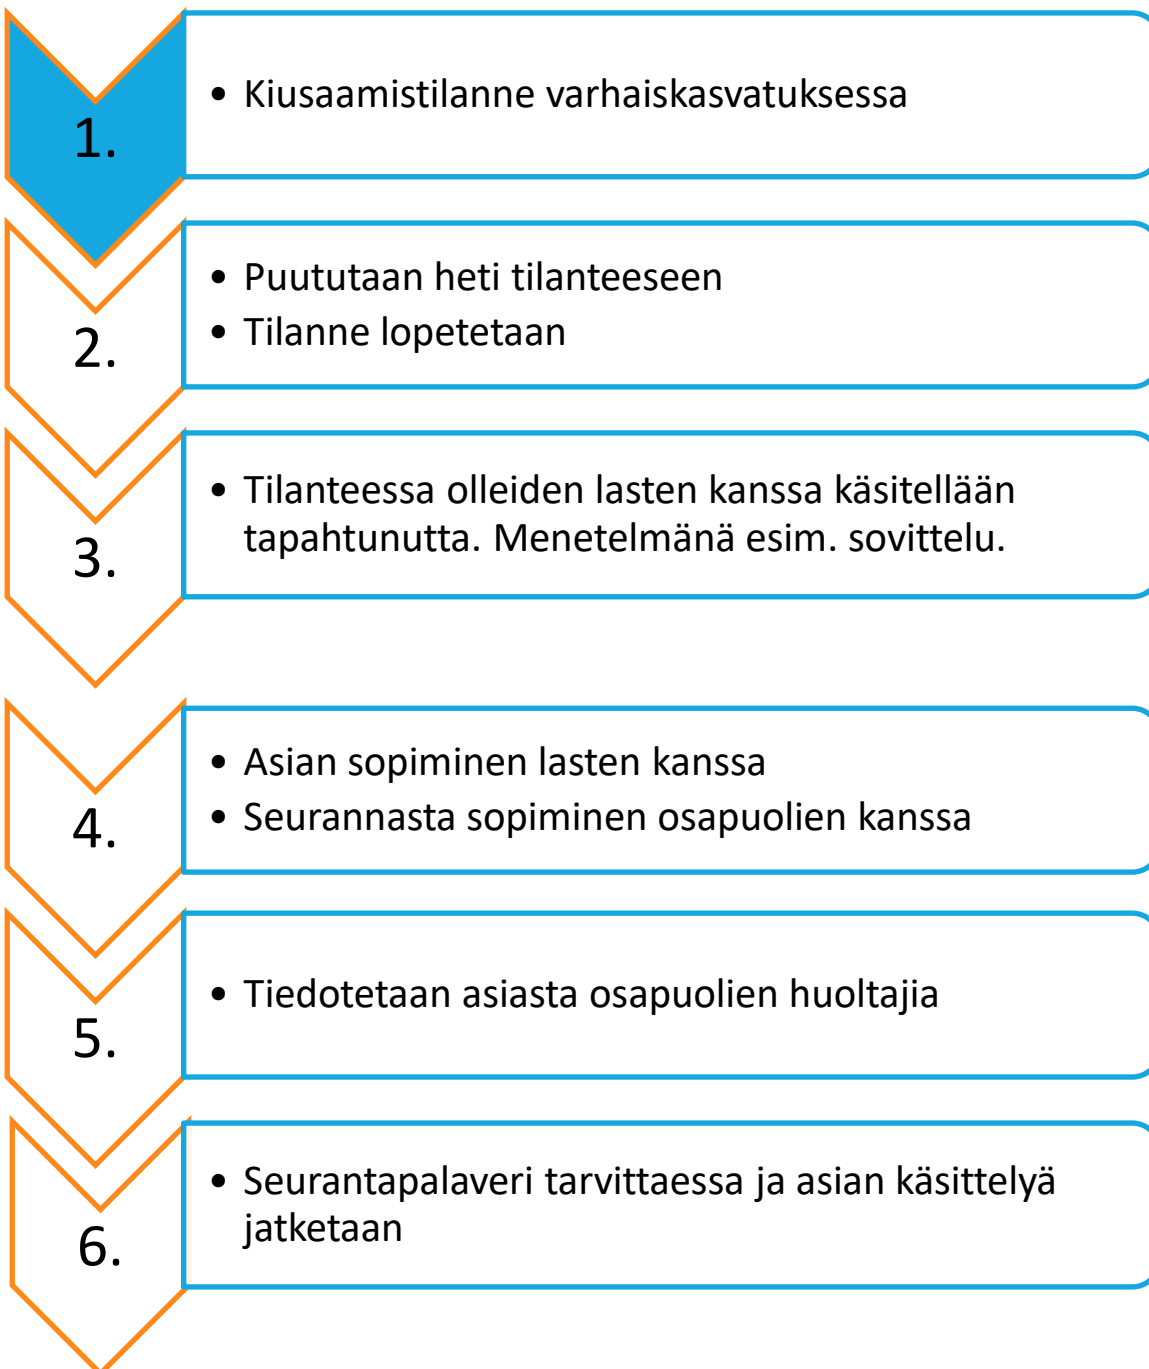 1.
• Kiusaamistilanne varhaiskasvatuksessa
2.
• Puututaan heti tilanteeseen
• Tilanne lopetetaan
3.
• Tilanteessa olleiden lasten kanssa käsitellään
tapahtunutta. Menetelmänä esim. sovittelu.
4.
• Asian sopiminen lasten kanssa
• Seurannasta sopiminen osapuolien kanssa
5.
• Tiedotetaan asiasta osapuolien huoltajia
6.
• Seurantapalaveri tarvittaessa ja asian käsittelyä
jatketaan